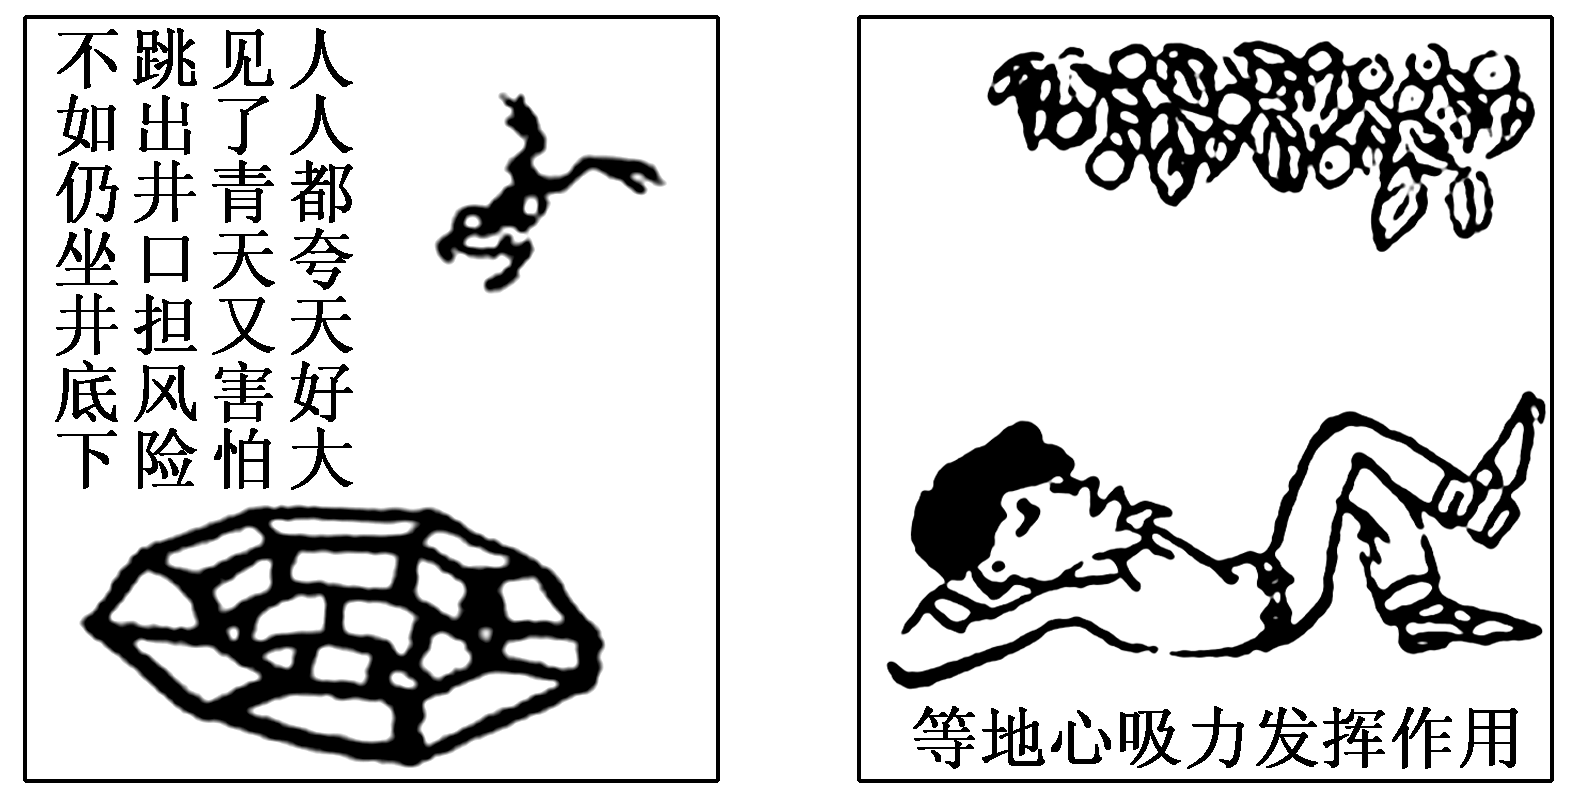 人人都夸天好大
见了青天又害怕
跳出井口担风险
不如仍坐井底下
等地心吸力发挥作用